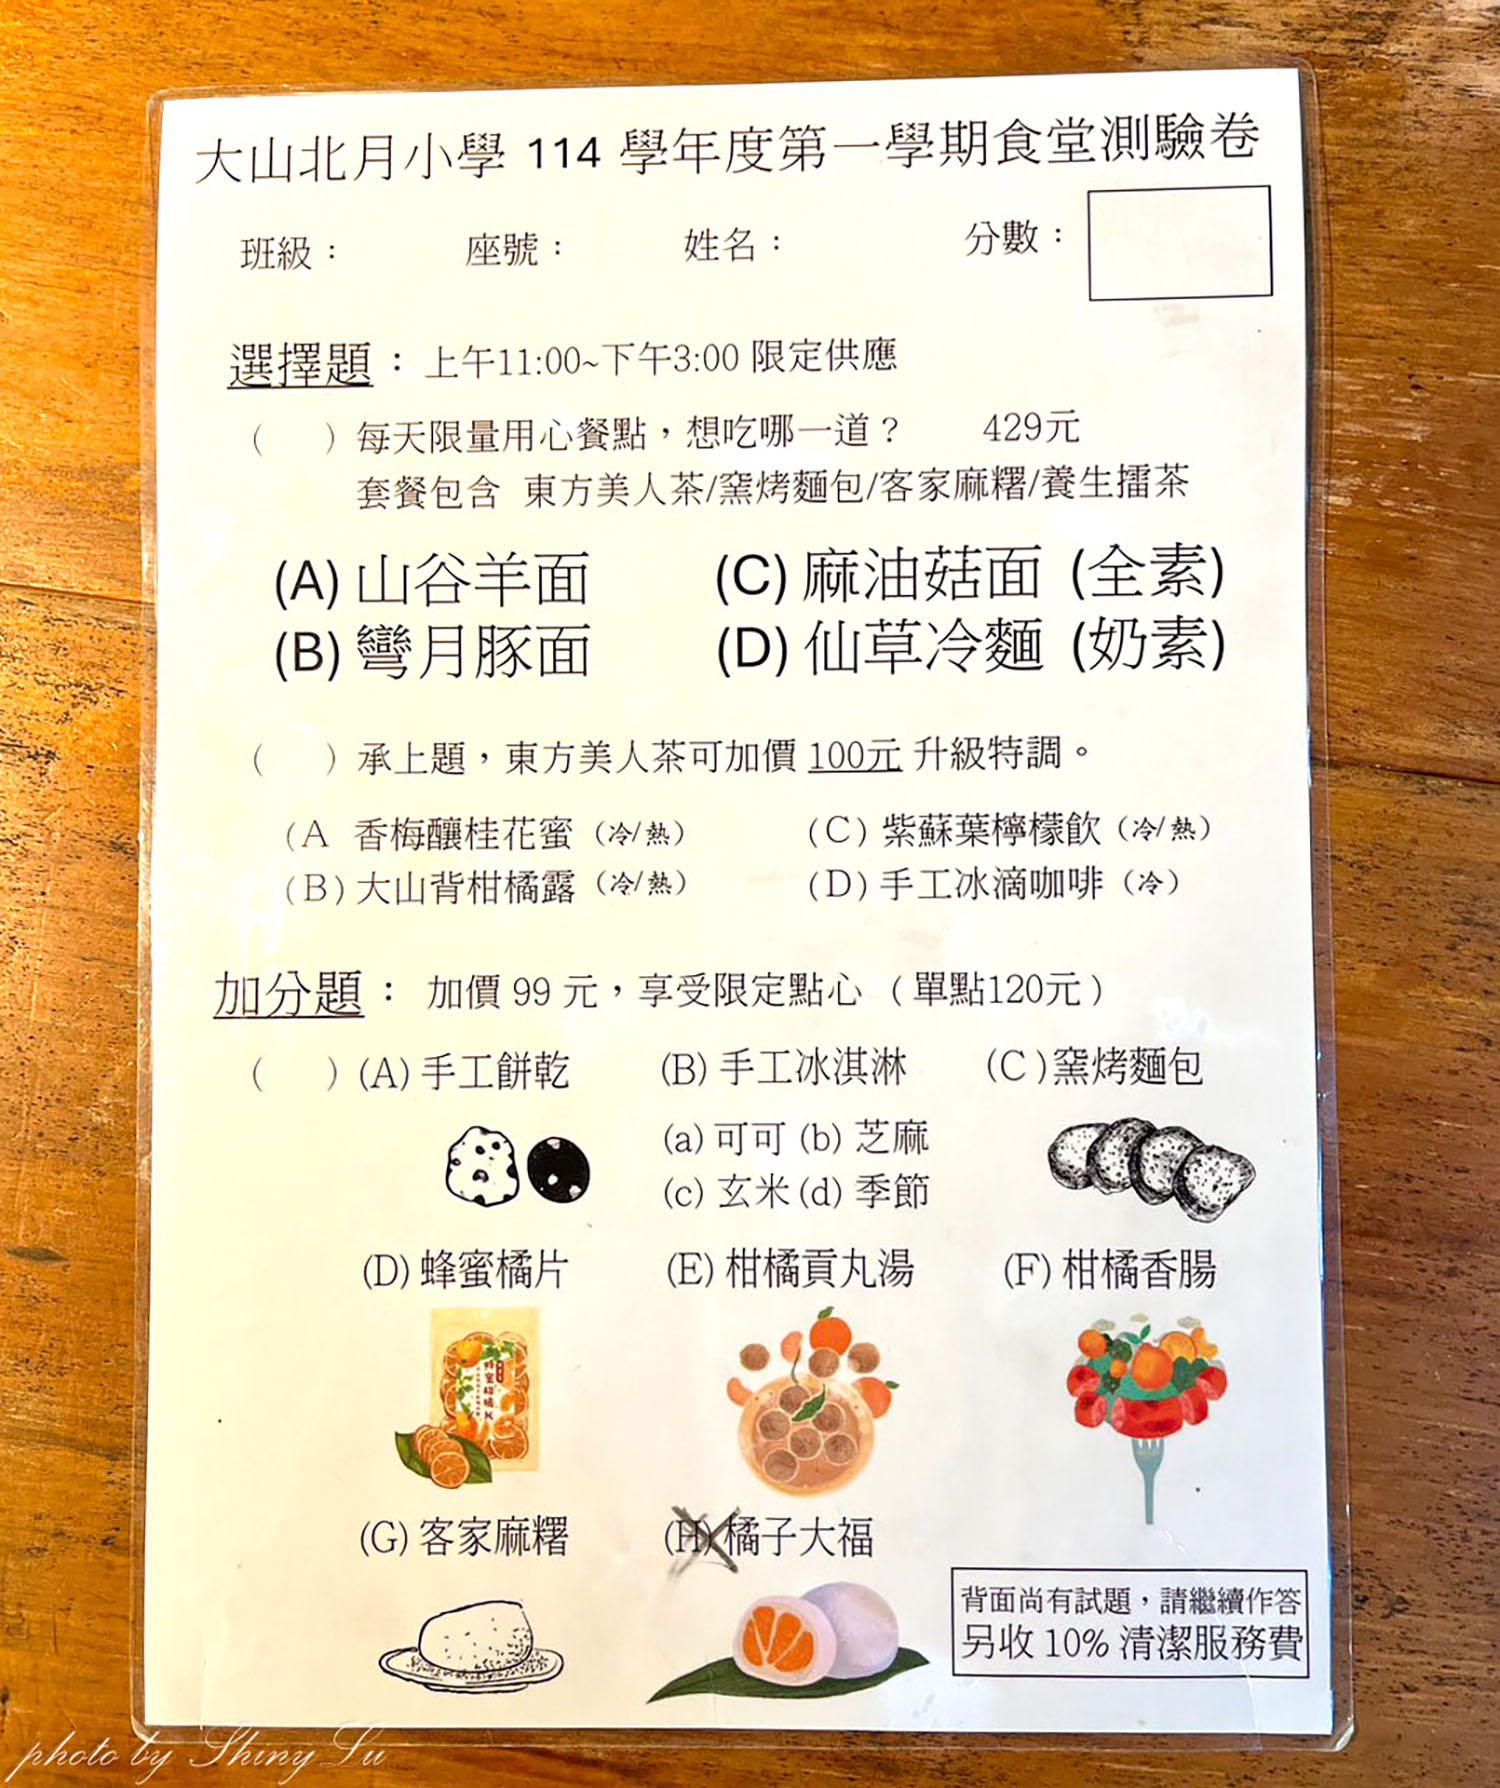 大山北月小學 114 學年度第一學期食堂測驗卷
班級： 座號： 姓名： 分數：
選擇題： 上午11:00~下午3:00 限定供應
（ ）每天限量用心餐點，想吃哪一道？ 429元
套餐包含 東方美人茶/窯烤麵包/客家麻糬/養生擂茶
(A) 山谷羊面 (C) 麻油菇面 (全素)
(B) 彎月豚面 (D) 仙草冷麵 (奶素)
（ ）承上題，東方美人茶可加價 100元 升級特調。
(A 香梅釀桂花蜜（冷/熱） (C) 紫蘇葉檸檬飲（冷/熱）
(B) 大山背柑橘露（冷/熱） (D) 手工冰滴咖啡（冷）
加分題： 加價 99 元，享受限定點心 （單點120元）
（ ）(A) 手工餅乾 (B) 手工冰淇淋 (C )窯烤麵包
(a) 可可 (b) 芝麻
(c) 玄米 (d) 季節
(D) 蜂蜜橘片 (E) 柑橘貢丸湯 (F) 柑橘香腸
(G) 客家麻糬 (H) 橘子大福
背面尚有試題，請繼續作答
另收 10% 清潔服務費
photo by Shiny Lu